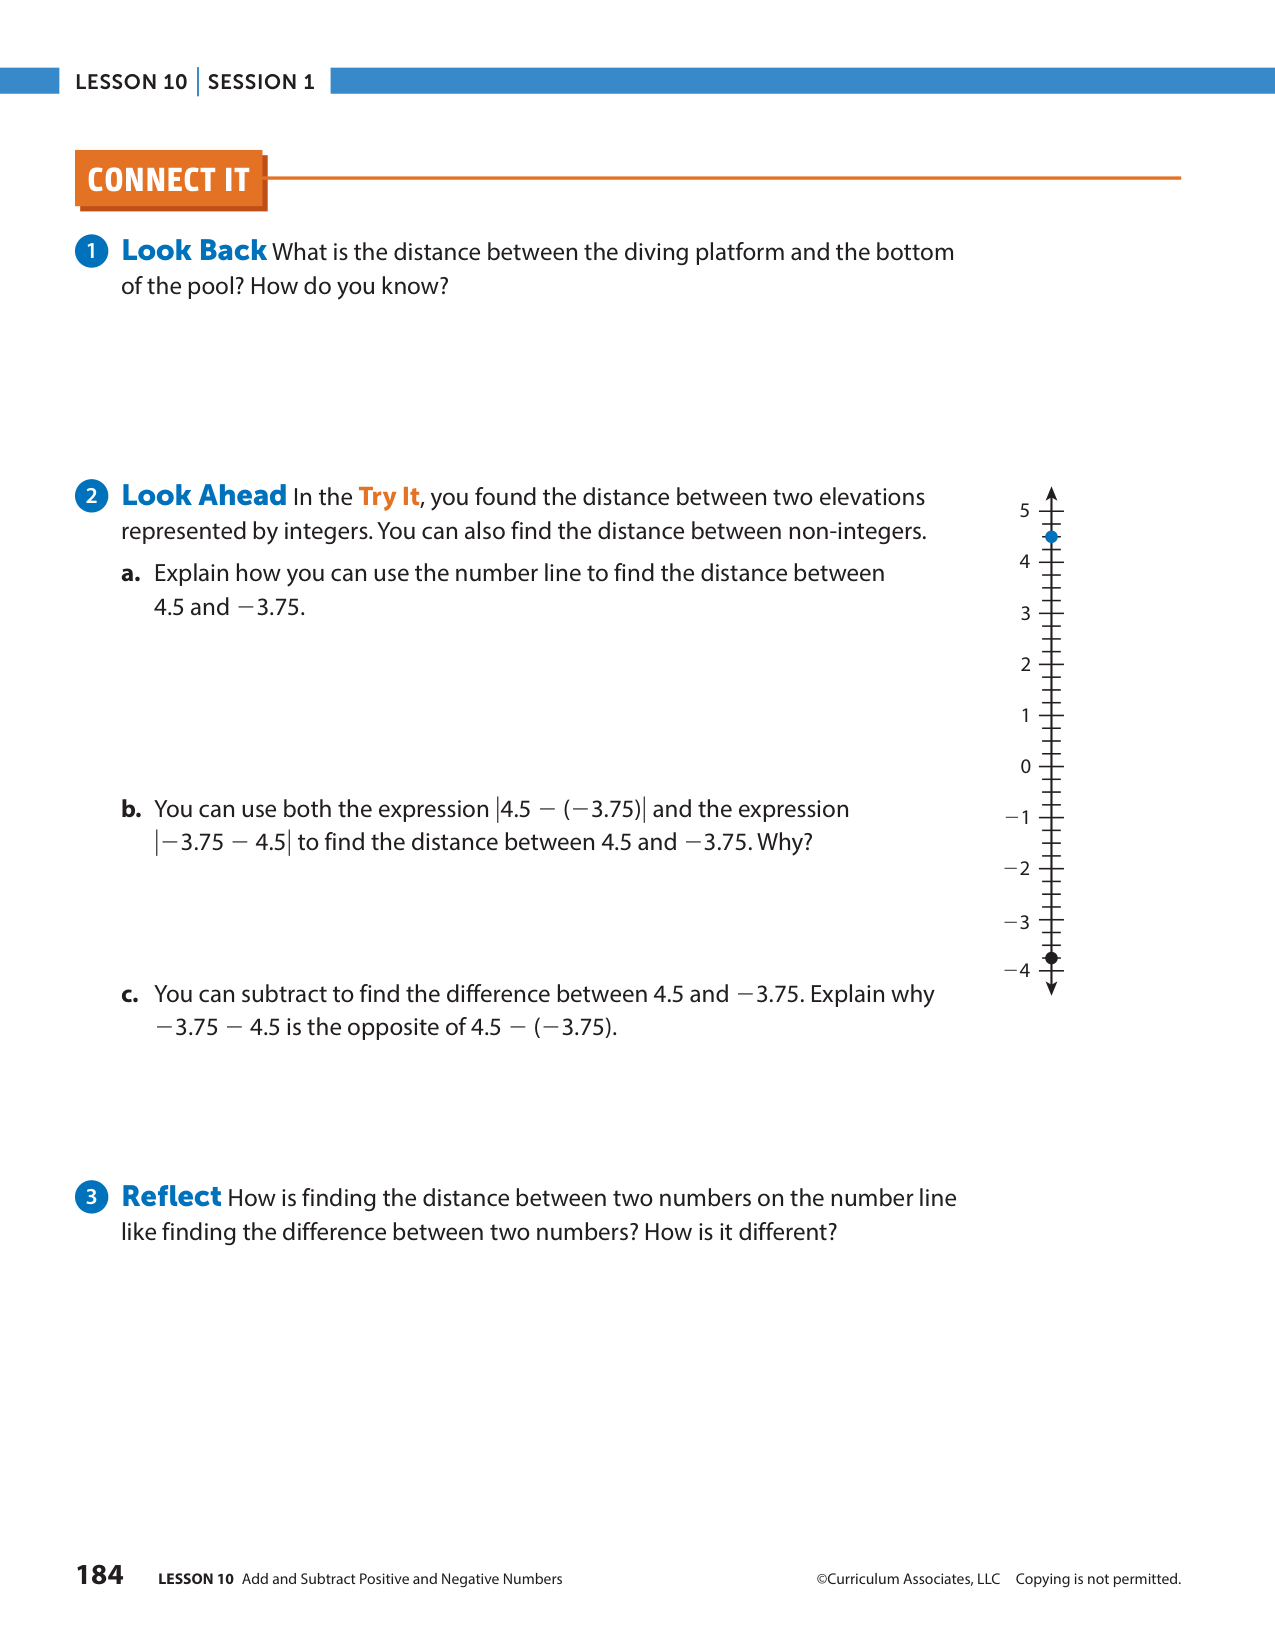 LESSON 10 | SESSION 1
CONNECT IT
1 Look Back What is the distance between the diving platform and the bottom
of the pool? How do you know?
2 Look Ahead In the Try It, you found the distance between two elevations
represented by integers. You can also find the distance between non-integers.
a. Explain how you can use the number line to find the distance between
4.5 and −3.75.
b. You can use both the expression |4.5 − (−3.75)| and the expression
|−3.75 − 4.5| to find the distance between 4.5 and −3.75. Why?
c. You can subtract to find the difference between 4.5 and −3.75. Explain why
−3.75 − 4.5 is the opposite of 4.5 − (−3.75).
5
4
3
2
1
0
−1
−2
−3
−4
3 Reflect How is finding the distance between two numbers on the number line
like finding the difference between two numbers? How is it different?
184 LESSON 10 Add and Subtract Positive and Negative Numbers ©Curriculum Associates, LLC Copying is not permitted.